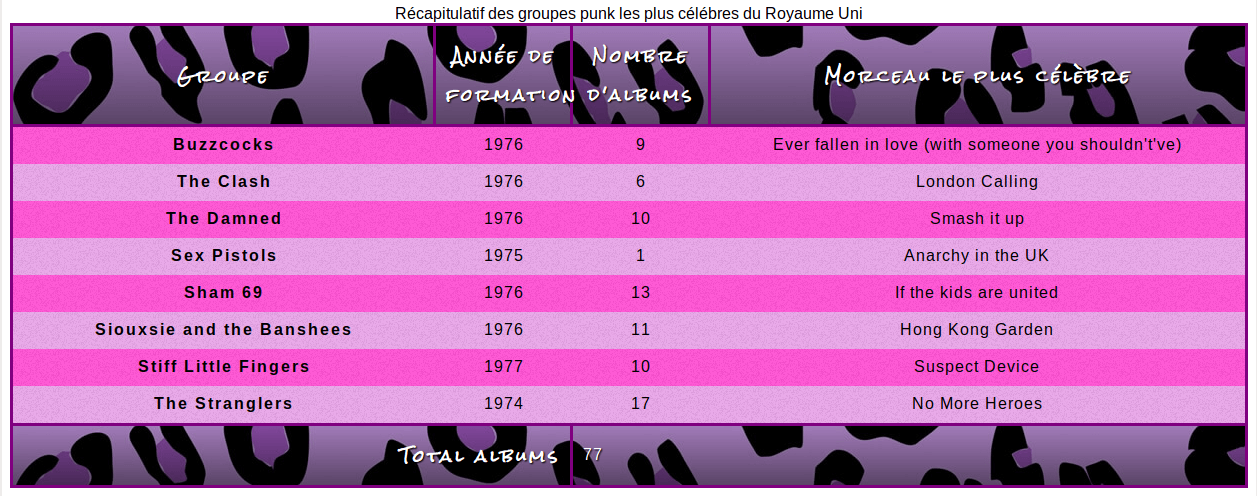 Récapitulatif des groupes punk les plus célébres du Royaume Uni
Groupe Année de formation Nombre d'albums Morceau le plus célèbre
Buzzcocks 1976 9 Ever fallen in love (with someone you shouldn't've)
The Clash 1976 6 London Calling
The Damned 1976 10 Smash it up
Sex Pistols 1975 1 Anarchy in the UK
Sham 69 1976 13 If the kids are united
Siouxsie and the Banshees 1976 11 Hong Kong Garden
Stiff Little Fingers 1977 10 Suspect Device
The Stranglers 1974 17 No More Heroes
Total albums 77